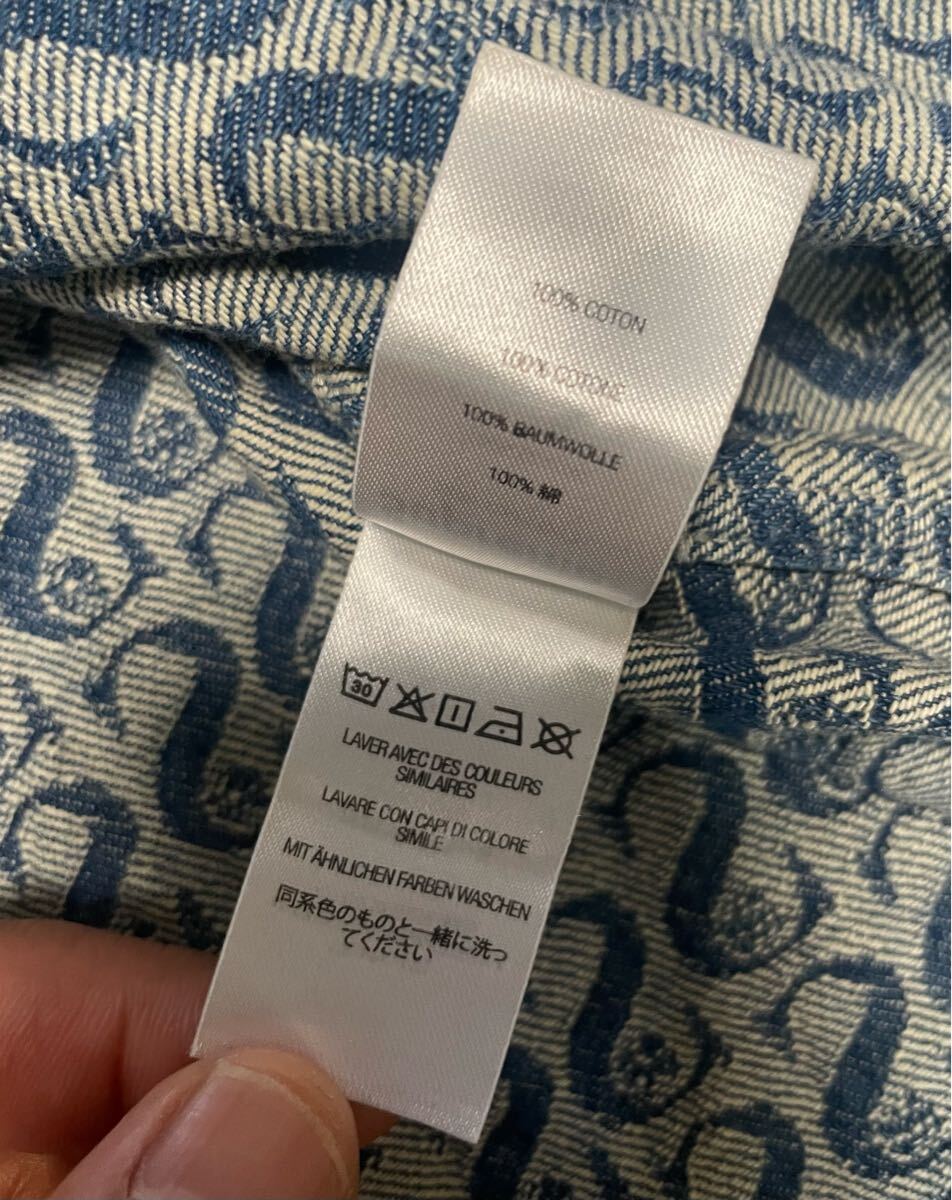 100% COTON
100% COTONE
100% BAUMWOLLE
100% 綿
30
LAVER AVEC DES COULEURS
SIMILAIRES
LAVARE CON CAPI DI COLORE
SIMILE
MIT ÄHNLICHEN FARBEN WASCHEN
同系色のものと一緒に洗っ
てください